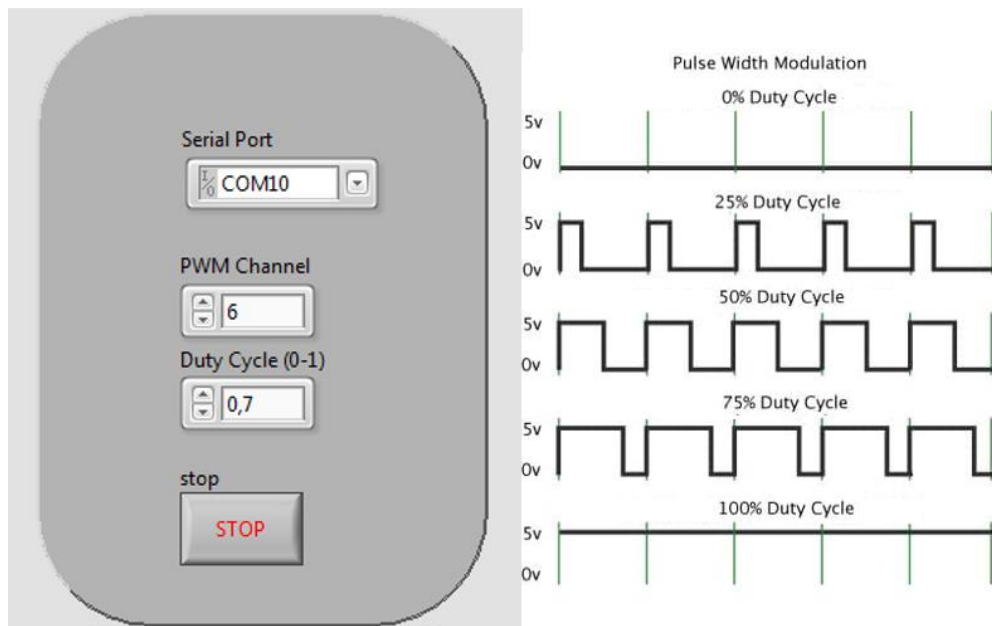 Serial Port
I/O COM10
PWM Channel
6
Duty Cycle (0-1)
0,7
stop
STOP
Pulse Width Modulation
0% Duty Cycle
5v
0v
25% Duty Cycle
5v
0v
50% Duty Cycle
5v
0v
75% Duty Cycle
5v
0v
100% Duty Cycle
5v
0v